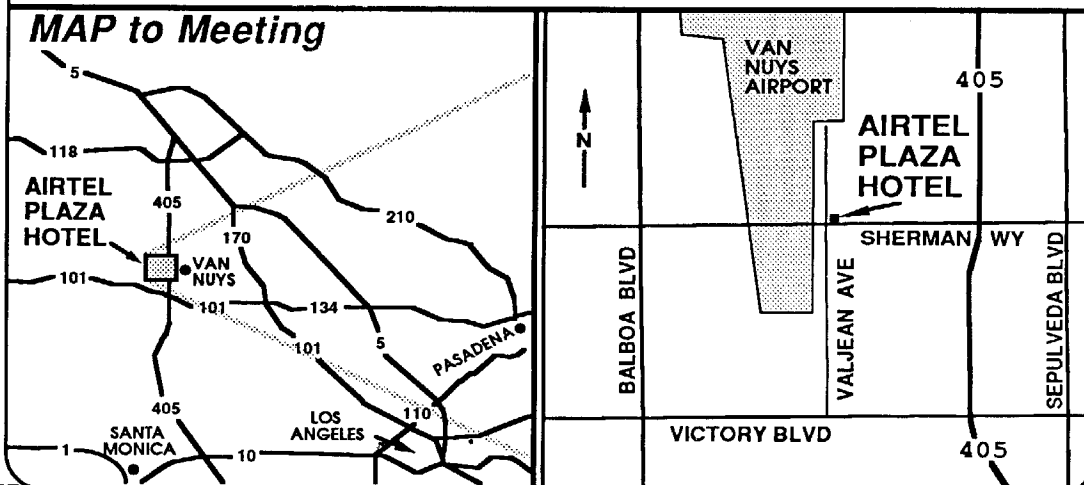 MAP to Meeting
5
118
AIRTEL
PLAZA
HOTEL
405
170
210
VAN
NUYS
101
101
134
101
5
PASADENA
405
110
LOS
ANGELES
SANTA
MONICA
1
10
VAN
NUYS
AIRPORT
405
N
AIRTEL
PLAZA
HOTEL
SHERMAN WY
BALBOA BLVD
VALJEAN AVE
SEPULVEDA BLVD
VICTORY BLVD
405